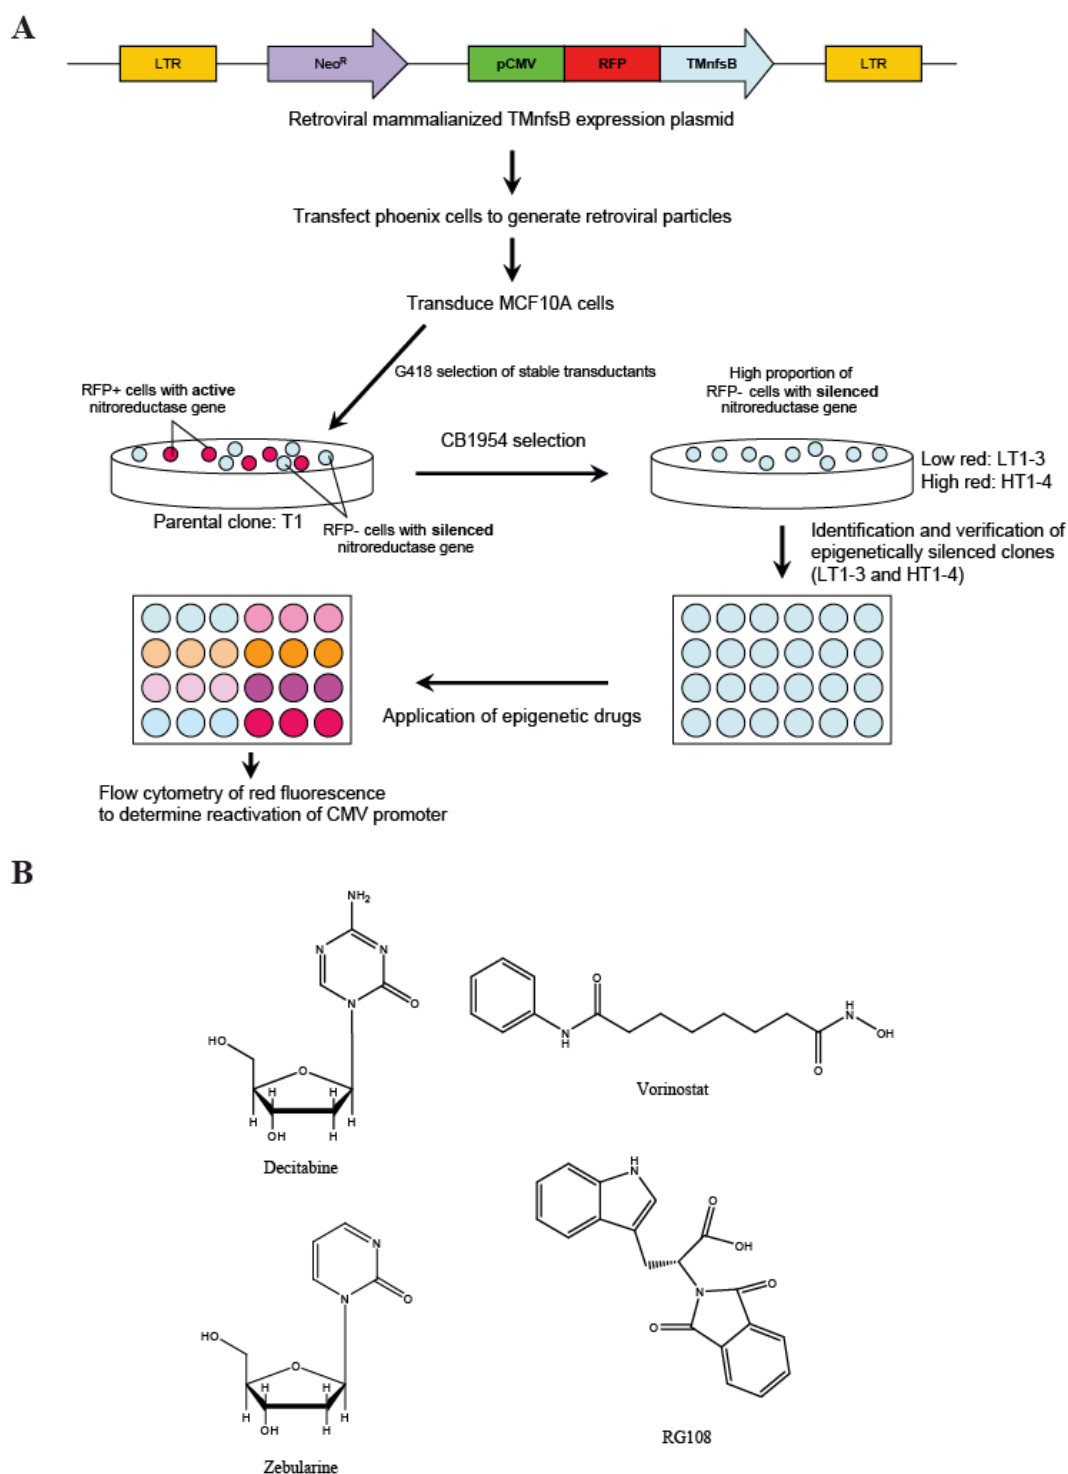 A
LTR
Neo^R
pCMV
RFP
TMnfsB
LTR
Retroviral mammalianized TMnfsB expression plasmid
Transfect phoenix cells to generate retroviral particles
Transduce MCF10A cells
G418 selection of stable transductants
RFP+ cells with active
nitroreductase gene
High proportion of
RFP- cells with silenced
nitroreductase gene
CB1954 selection
Low red: LT1-3
High red: HT1-4
Parental clone: T1
RFP- cells with silenced
nitroreductase gene
Identification and verification of
epigenetically silenced clones
(LT1-3 and HT1-4)
Application of epigenetic drugs
Flow cytometry of red fluorescence
to determine reactivation of CMV promoter
B
NH2
N
N
N
O
HO
O
H
H
H
H
OH
H
Decitabine
O
N
H
O
H
N
OH
Vorinostat
N
N
O
HO
O
H
H
H
H
OH
H
Zebularine
H
N
O
OH
N
O
O
RG108